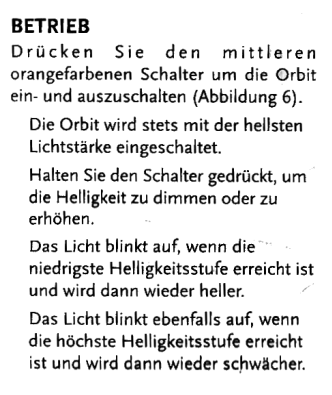 BETRIEB
Drücken Sie den mittleren
orangefarbenen Schalter um die Orbit
ein- und auszuschalten (Abbildung 6).
Die Orbit wird stets mit der hellsten
Lichtstärke eingeschaltet.
Halten Sie den Schalter gedrückt, um
die Helligkeit zu dimmen oder zu
erhöhen.
Das Licht blinkt auf, wenn die
niedrigste Helligkeitsstufe erreicht ist
und wird dann wieder heller.
Das Licht blinkt ebenfalls auf, wenn
die höchste Helligkeitsstufe erreicht
ist und wird dann wieder schwächer.